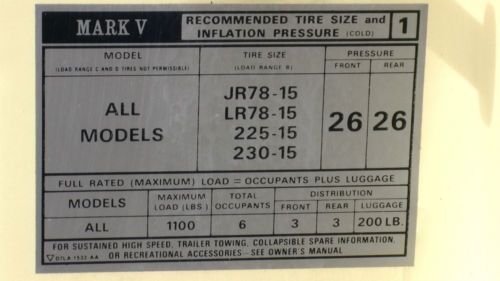 MARK V RECOMMENDED TIRE SIZE and INFLATION PRESSURE (COLD) 1
MODEL TIRE SIZE PRESSURE
(LOAD RANGE C AND D TIRES NOT PERMISSIBLE) (LOAD RANGE B) FRONT REAR
ALL MODELS
JR78-15
LR78-15
225-15
230-15
26 26
FULL RATED (MAXIMUM) LOAD = OCCUPANTS PLUS LUGGAGE
MODELS MAXIMUM LOAD (LBS.) TOTAL OCCUPANTS DISTRIBUTION
FRONT REAR LUGGAGE
ALL 1100 6 3 3 200 LB.
FOR SUSTAINED HIGH SPEED, TRAILER TOWING, COLLAPSIBLE SPARE INFORMATION,
OR RECREATIONAL ACCESSORIES-SEE OWNER'S MANUAL